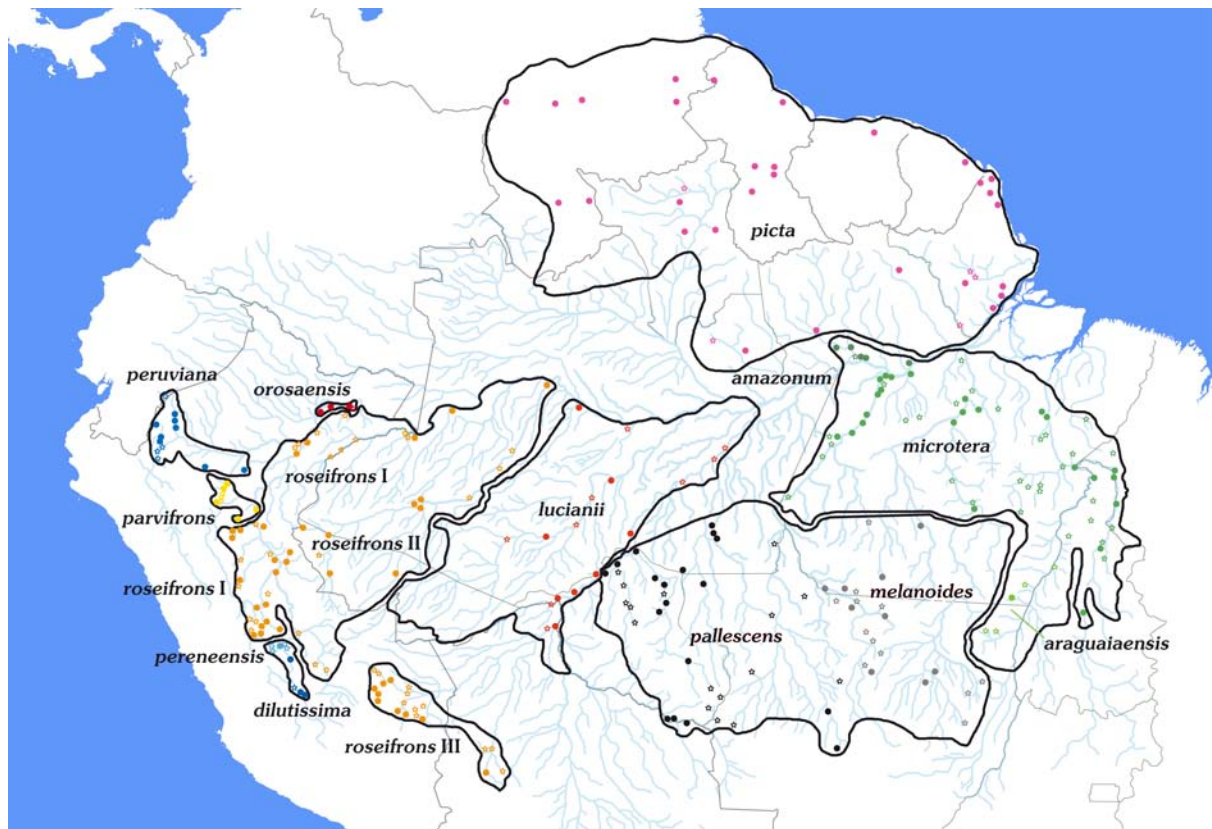 picta
peruviana
orosaensis
amazonum
microtera
roseifrons I
parvifrons
lucianii
roseifrons II
roseifrons I
melanoides
pallescens
araguaiaensis
pereneensis
dilutissima
roseifrons III